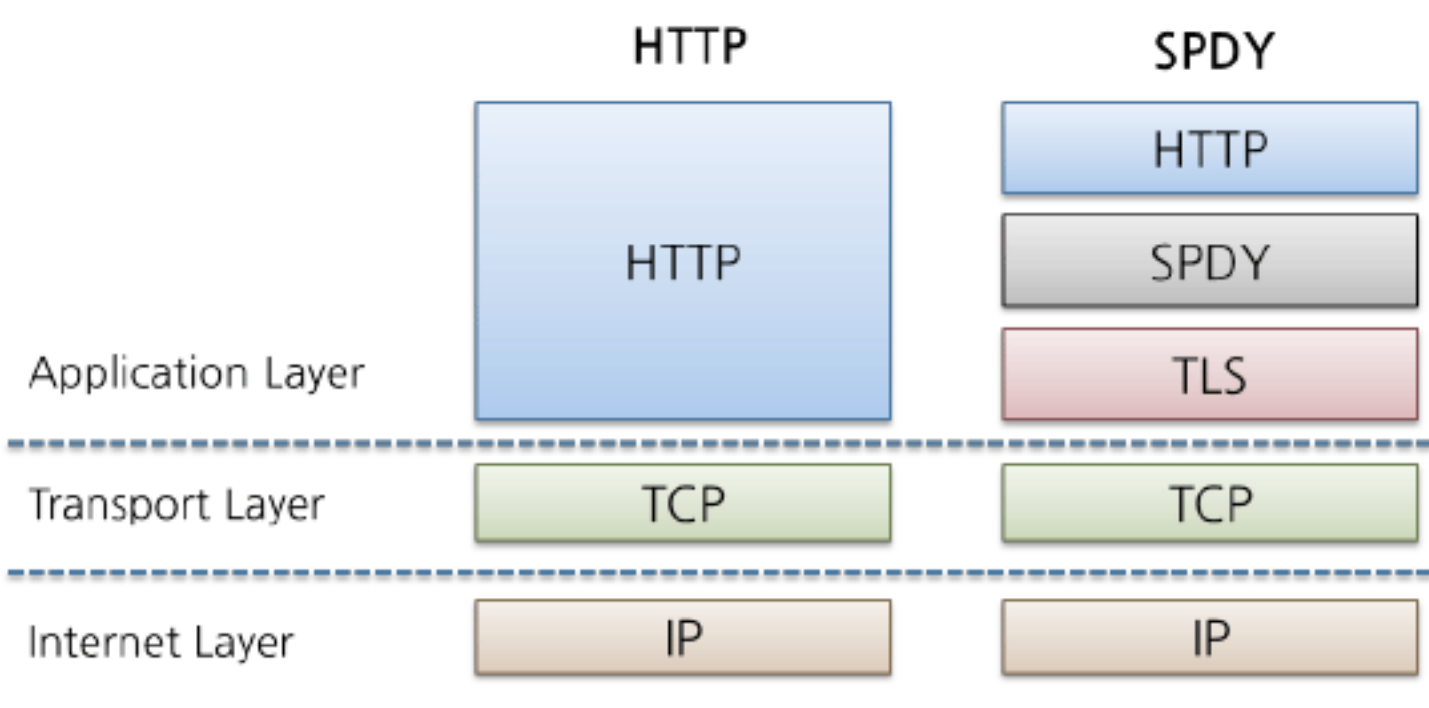 HTTP SPDY
HTTP
HTTP
SPDY
Application Layer
TLS
Transport Layer TCP TCP
Internet Layer IP IP